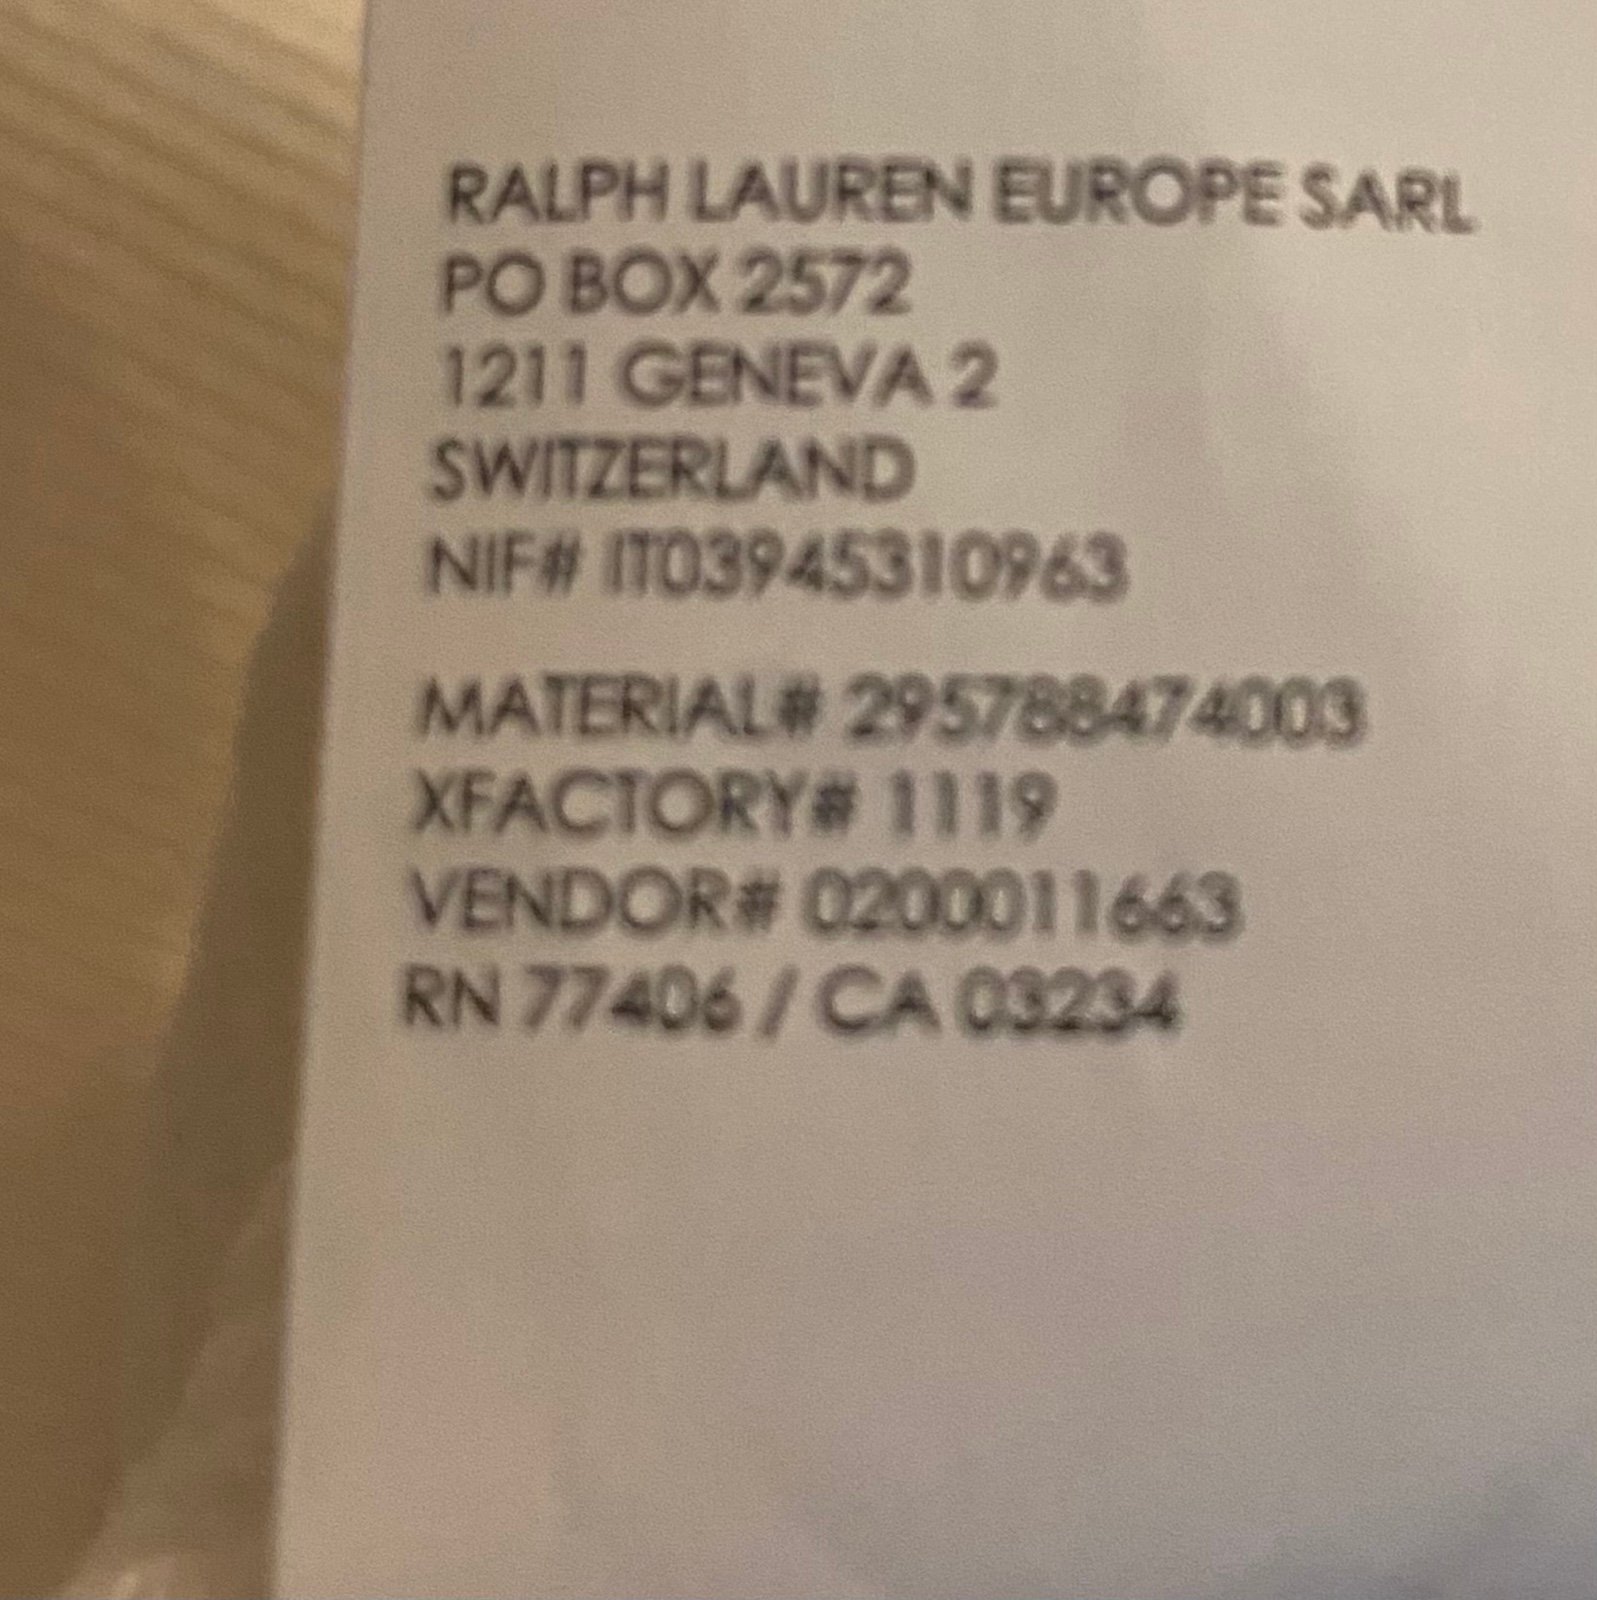 RALPH LAUREN EUROPE SARL
PO BOX 2572
1211 GENEVA 2
SWITZERLAND
NIF# IT03945310963
MATERIAL# 295788474003
XFACTORY# 1119
VENDOR# 0200011663
RN 77406 / CA 03234